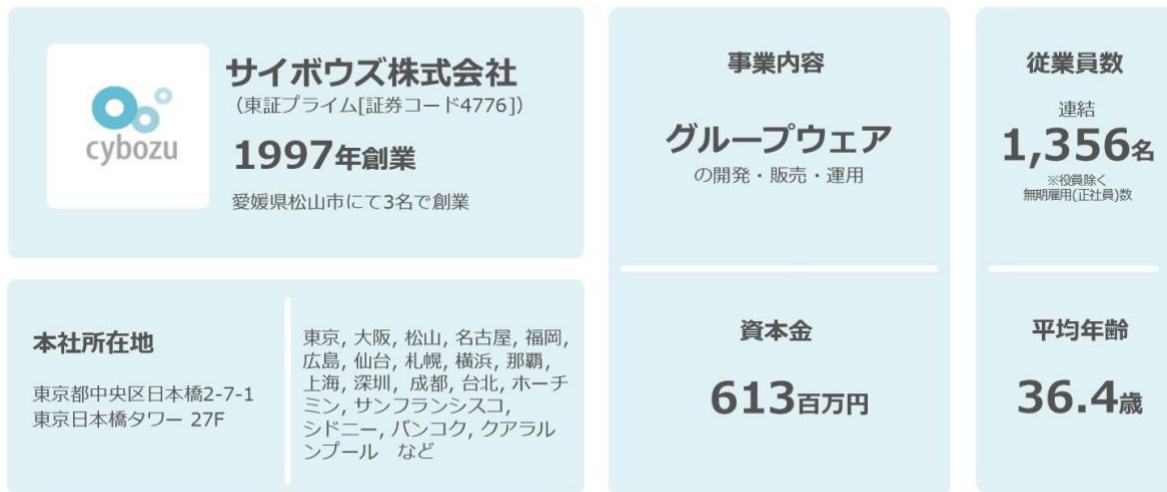 cybozu
サイボウズ株式会社
（東証プライム[証券コード4776]）
1997年創業
愛媛県松山市にて3名で創業
事業内容
グループウェア
の開発・販売・運用
従業員数
連結
1,356名
※役員除く
無期雇用(正社員)数
本社所在地
東京都中央区日本橋2-7-1
東京日本橋タワー 27F
東京, 大阪, 松山, 名古屋, 福岡,
広島, 仙台, 札幌, 横浜, 那覇,
上海, 深圳, 成都, 台北, ホーチ
ミン, サンフランシスコ,
シドニー, バンコク, クアラル
ンプール　など
資本金
613百万円
平均年齢
36.4歳